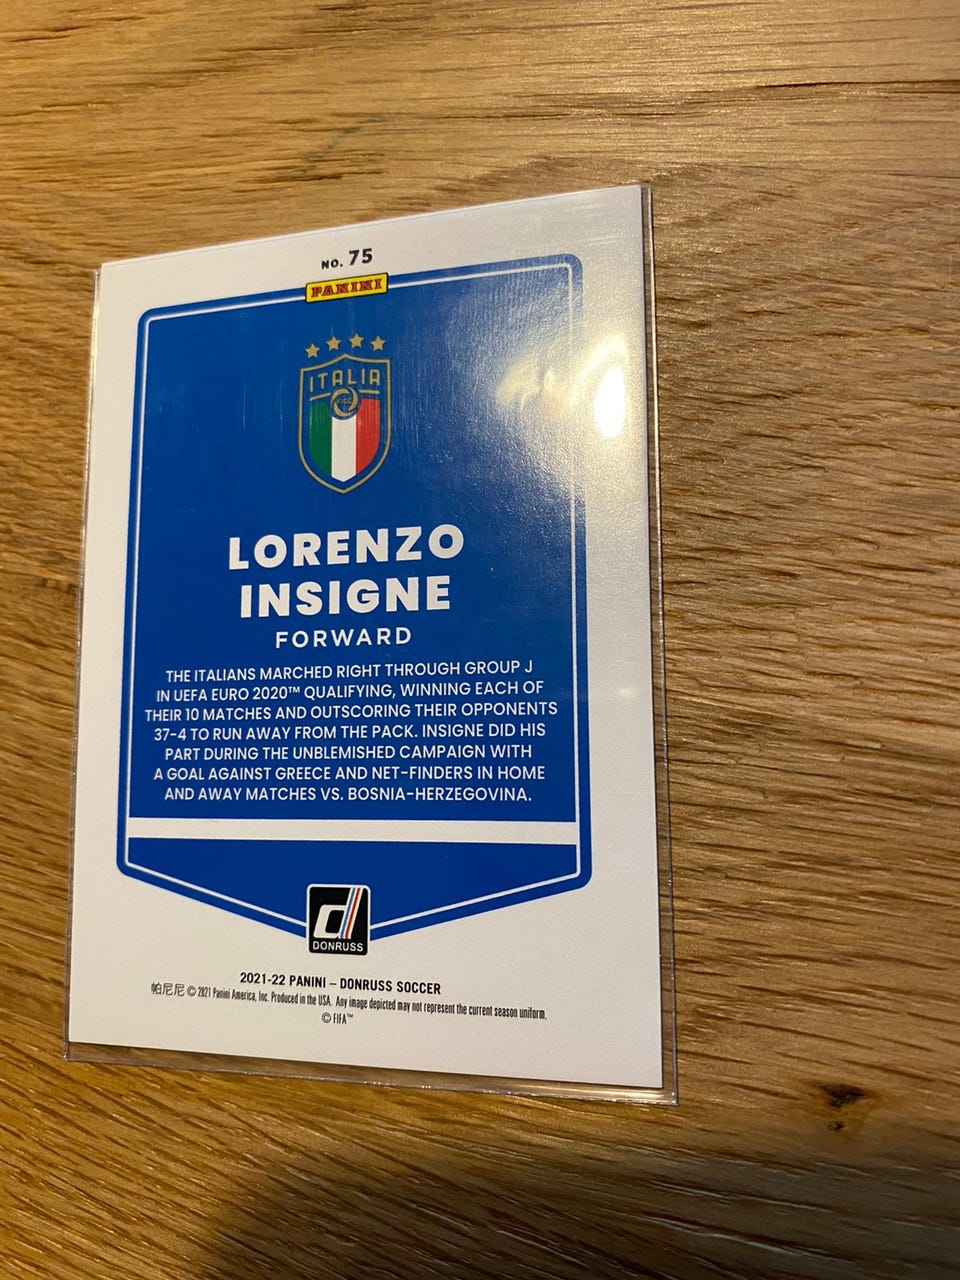 NO. 75
PANINI
ITALIA
FIGC
LORENZO
INSIGNE
FORWARD
THE ITALIANS MARCHED RIGHT THROUGH GROUP J
IN UEFA EURO 2020™ QUALIFYING, WINNING EACH OF
THEIR 10 MATCHES AND OUTSCORING THEIR OPPONENTS
37-4 TO RUN AWAY FROM THE PACK. INSIGNE DID HIS
PART DURING THE UNBLEMISHED CAMPAIGN WITH
A GOAL AGAINST GREECE AND NET-FINDERS IN HOME
AND AWAY MATCHES VS. BOSNIA-HERZEGOVINA.
d
DONRUSS
2021-22 PANINI – DONRUSS SOCCER
帕尼尼 © 2021 Panini America, Inc. Produced in the USA. Any image depicted may not represent the current season uniform.
© FIFA™